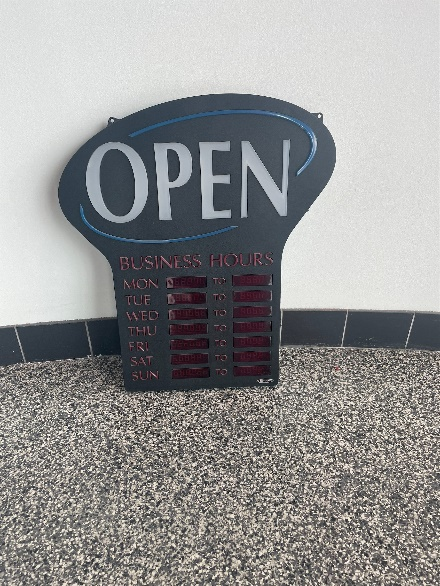 OPEN
BUSINESS HOURS
MON TO
TUE TO
WED TO
THU TO
FRI TO
SAT TO
SUN TO